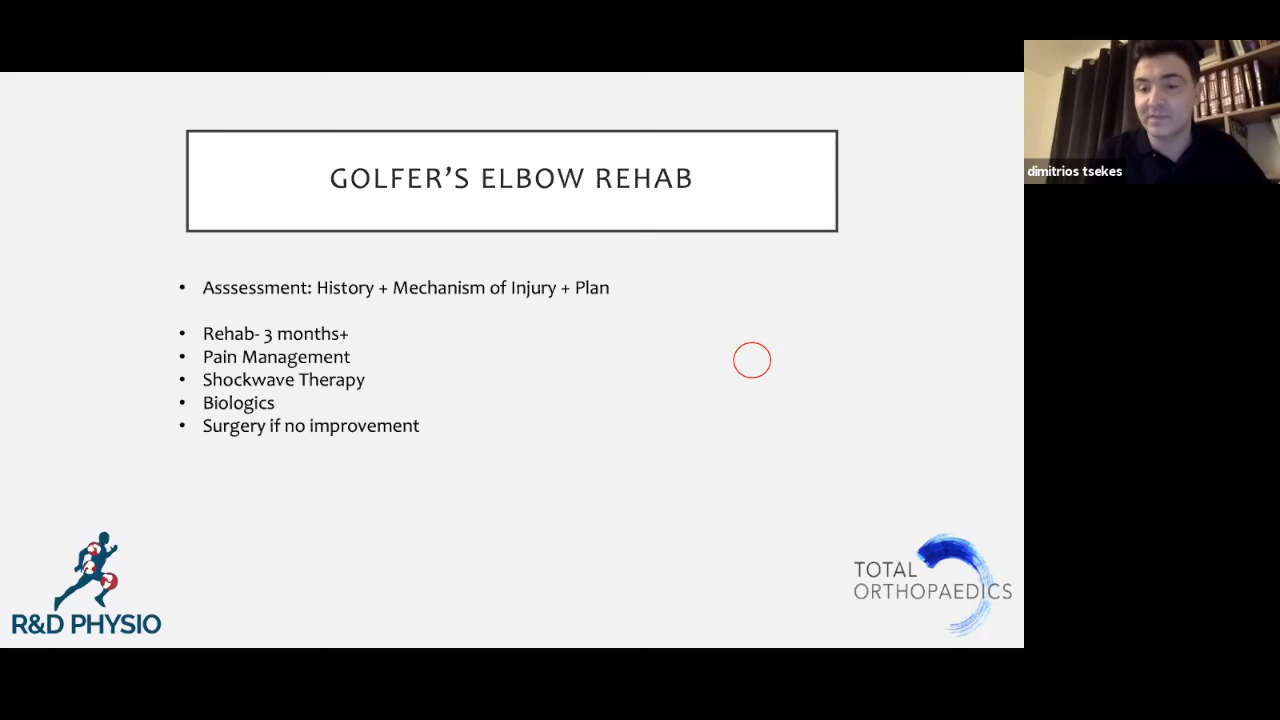 GOLFER'S ELBOW REHAB
dimitrios tsekes
• Asssessment: History + Mechanism of Injury + Plan
• Rehab- 3 months+
• Pain Management
• Shockwave Therapy
• Biologics
• Surgery if no improvement
R&D PHYSIO
TOTAL
ORTHOPAEDICS